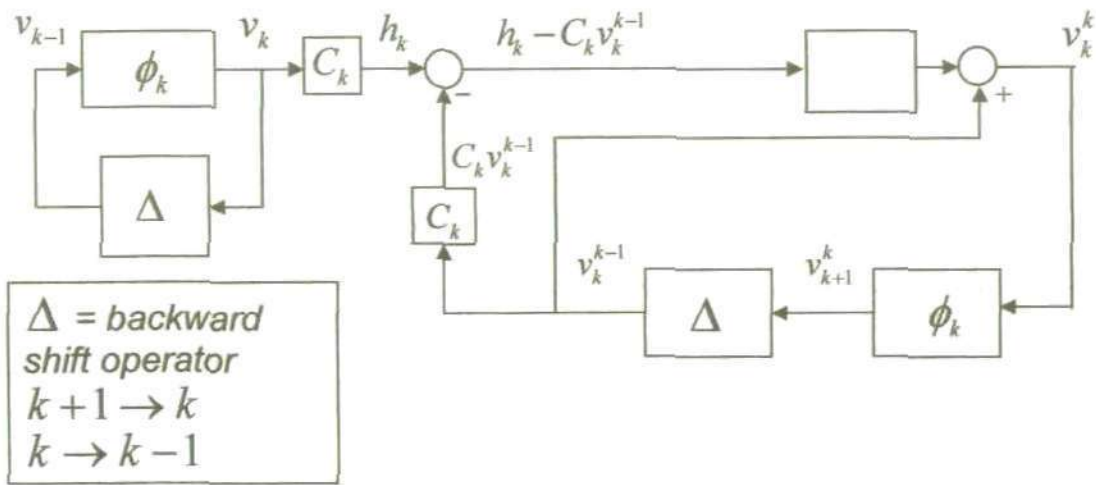 v_{k-1}
v_k
h_k
h_k - C_k v_k^{k-1}
v_k^k
ϕ_k
C_k
−
+
C_k v_k^{k-1}
Δ
C_k
v_k^{k-1}
v_{k+1}^k
Δ
ϕ_k
Δ = backward
shift operator
k + 1 → k
k → k − 1